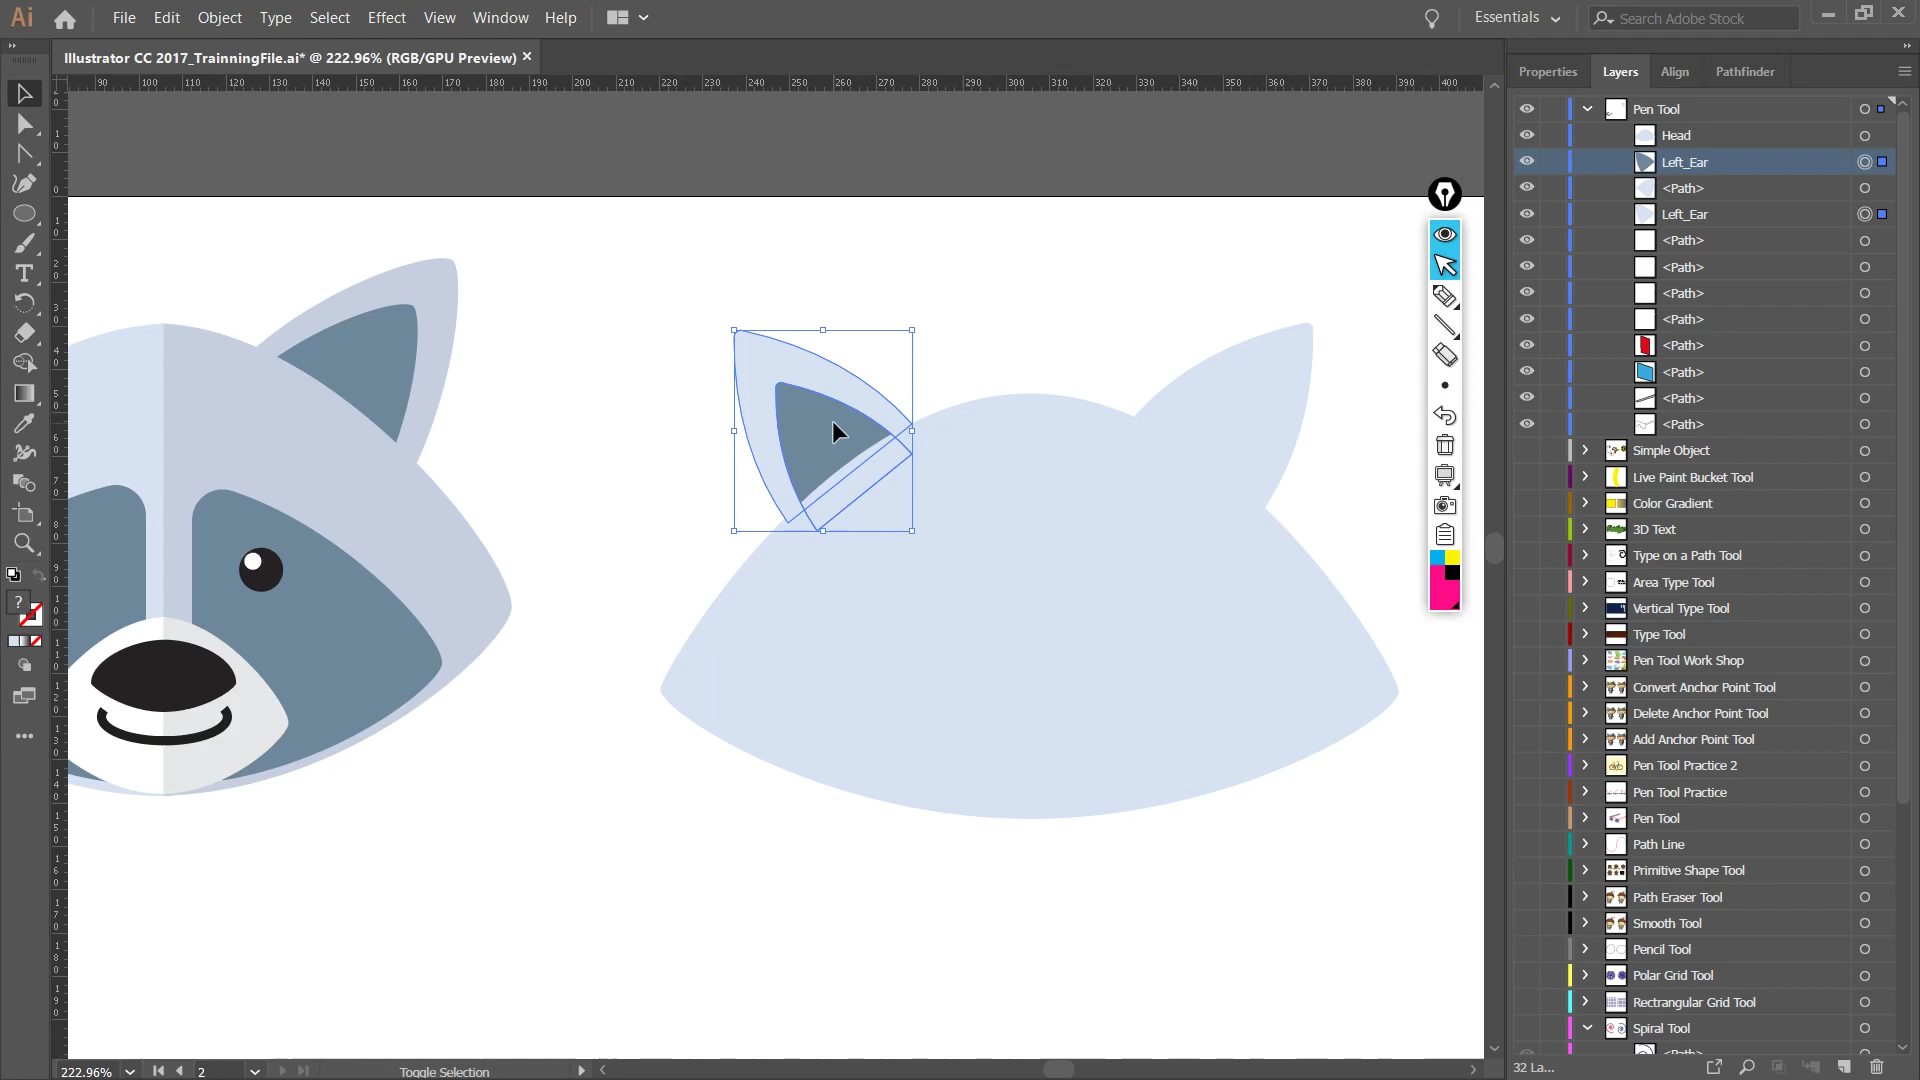 Ai File Edit Object Type Select Effect View Window Help Essentials Search Adobe Stock
Illustrator CC 2017_TrainningFile.ai* @ 222.96% (RGB/GPU Preview) ×
90 100 110 120 130 140 150 160 170 180 190 200 210 220 230 240 250 260 270 280 290 300 310 320 330 340 350 360 370 380 390 400
Properties Layers Align Pathfinder
Pen Tool
Head
Left_Ear
<Path>
Left_Ear
<Path>
<Path>
<Path>
<Path>
<Path>
<Path>
<Path>
<Path>
Simple Object
Live Paint Bucket Tool
Color Gradient
3D Text
Type on a Path Tool
Area Type Tool
Vertical Type Tool
Type Tool
Pen Tool Work Shop
Convert Anchor Point Tool
Delete Anchor Point Tool
Add Anchor Point Tool
Pen Tool Practice 2
Pen Tool Practice
Pen Tool
Path Line
Primitive Shape Tool
Path Eraser Tool
Smooth Tool
Pencil Tool
Polar Grid Tool
Rectangular Grid Tool
Spiral Tool
32 La...
222.96% 2 Toggle Selection